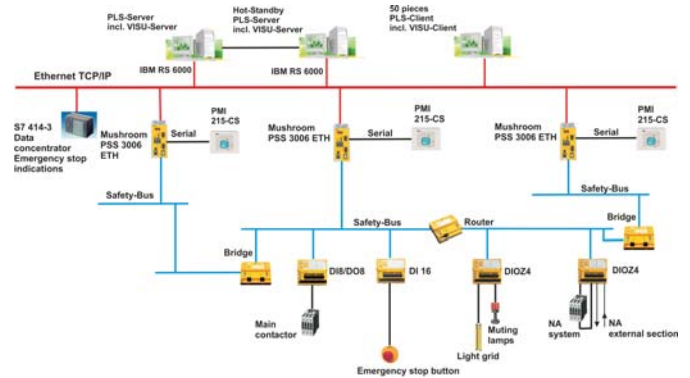 PLS-Server
incl. VISU-Server
Hot-Standby
PLS-Server
incl. VISU-Server
50 pieces
PLS-Client
incl. VISU-Client
IBM RS 6000
IBM RS 6000
Ethernet TCP/IP
S7 414-3
Data
concentrator
Emergency stop
indications
Mushroom
PSS 3006
ETH
Serial
PMI
215-CS
Mushroom
PSS 3006 ETH
Serial
PMI
215-CS
Mushroom
PSS 3006 ETH
Serial
PMI
215-CS
Safety-Bus
Safety-Bus
Safety-Bus
Router
Bridge
Bridge
DI8/DO8
DI 16
DIOZ4
DIOZ4
Main
contactor
Emergency stop button
Light grid
Muting
lamps
NA
system
NA
external section